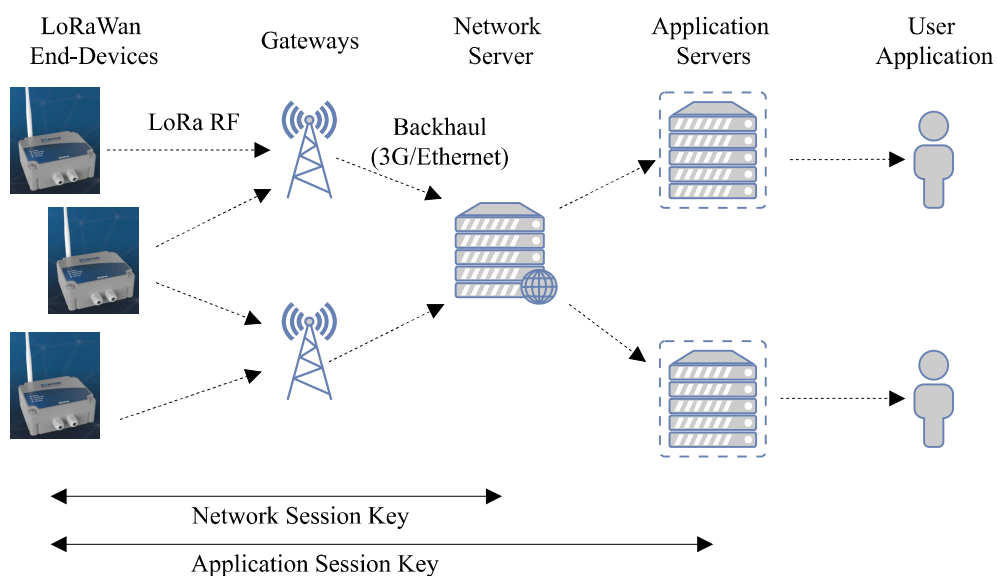 LoRaWan
End-Devices
Gateways
Network
Server
Application
Servers
User
Application
LoRa RF
Backhaul
(3G/Ethernet)
Network Session Key
Application Session Key